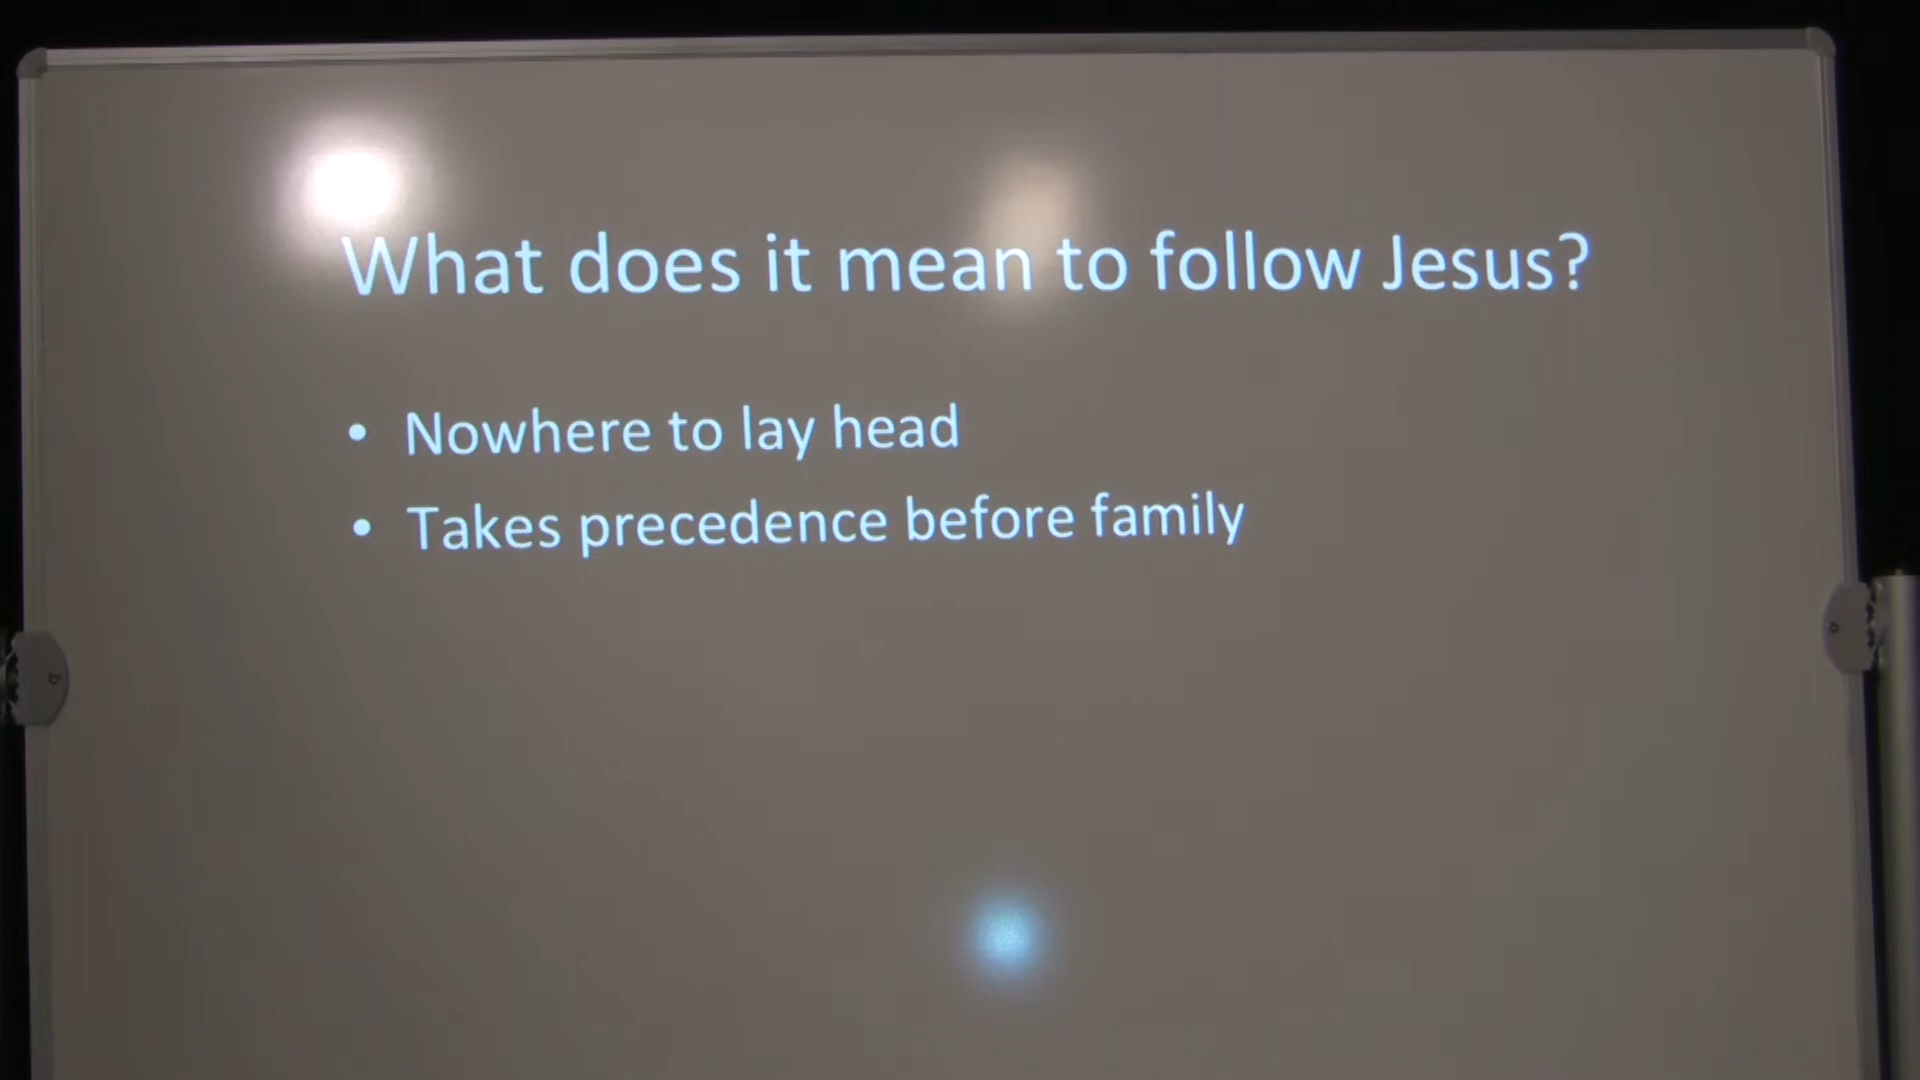 What does it mean to follow Jesus?
• Nowhere to lay head
• Takes precedence before family